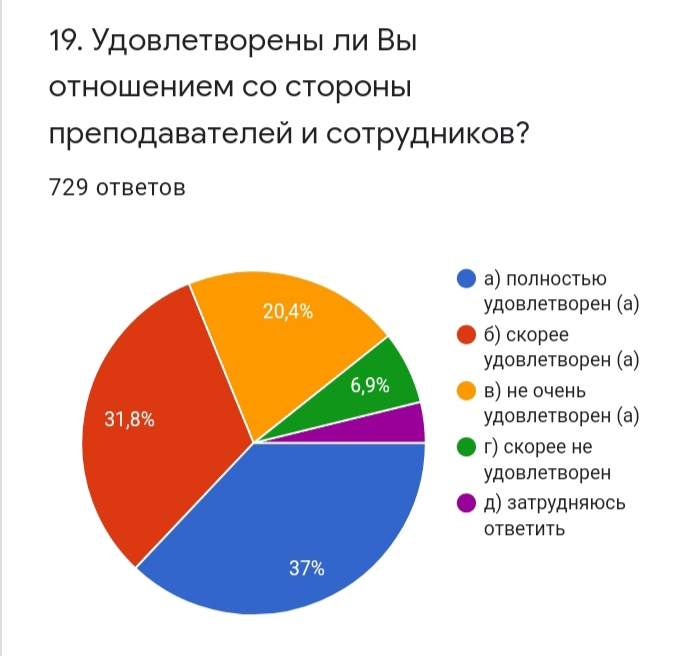 19. Удовлетворены ли Вы
отношением со стороны
преподавателей и сотрудников?
729 ответов
а) полностью
удовлетворен (а)
б) скорее
удовлетворен (а)
в) не очень
удовлетворен (а)
г) скорее не
удовлетворен
д) затрудняюсь
ответить
20,4%
6,9%
31,8%
37%